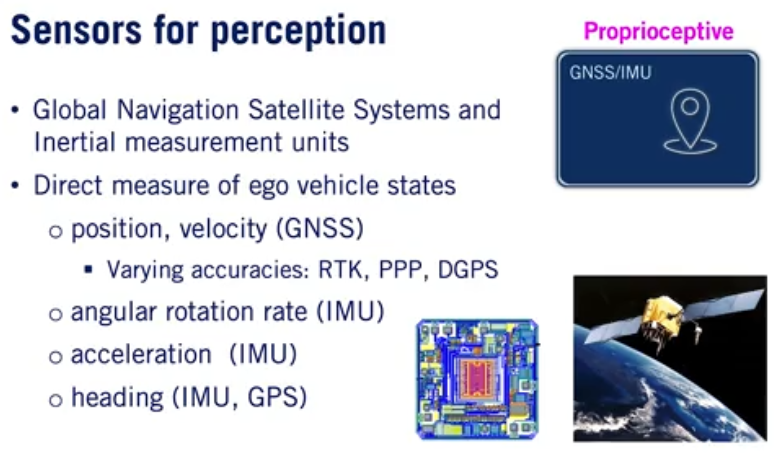 Sensors for perception
Proprioceptive
GNSS/IMU
• Global Navigation Satellite Systems and
Inertial measurement units
• Direct measure of ego vehicle states
o position, velocity (GNSS)
▪ Varying accuracies: RTK, PPP, DGPS
o angular rotation rate (IMU)
o acceleration (IMU)
o heading (IMU, GPS)